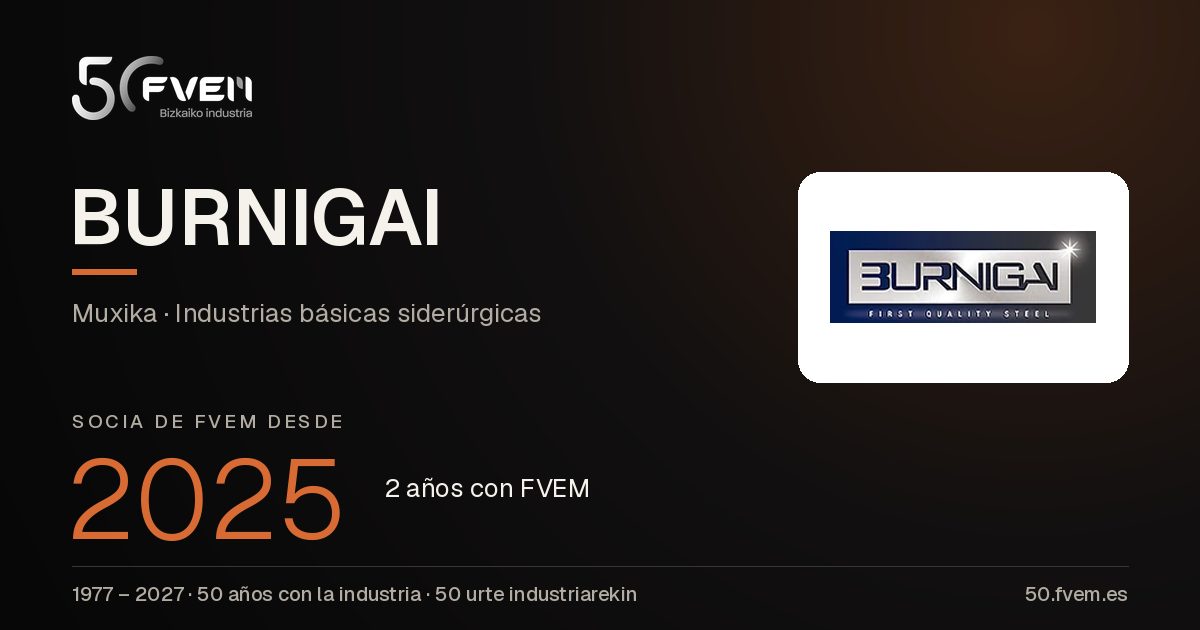 50 FVEM
Bizkaiko industria
BURNIGAI
Muxika · Industrias básicas siderúrgicas
BURNIGAI
FIRST QUALITY STEEL
SOCIA DE FVEM DESDE
2025
2 años con FVEM
1977 – 2027 · 50 años con la industria · 50 urte industriarekin
50.fvem.es